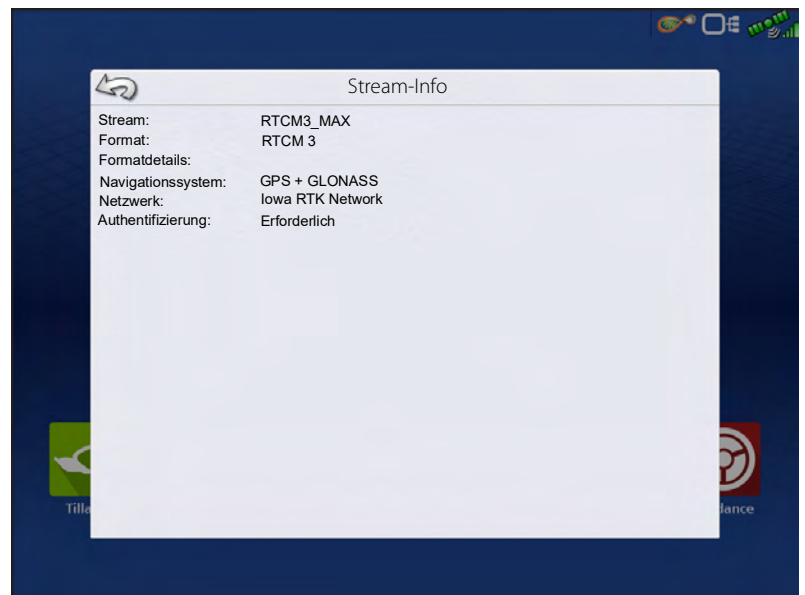 Stream-Info
Stream: RTCM3_MAX
Format: RTCM 3
Formatdetails:
Navigationssystem: GPS + GLONASS
Netzwerk: Iowa RTK Network
Authentifizierung: Erforderlich
Tilla
dance